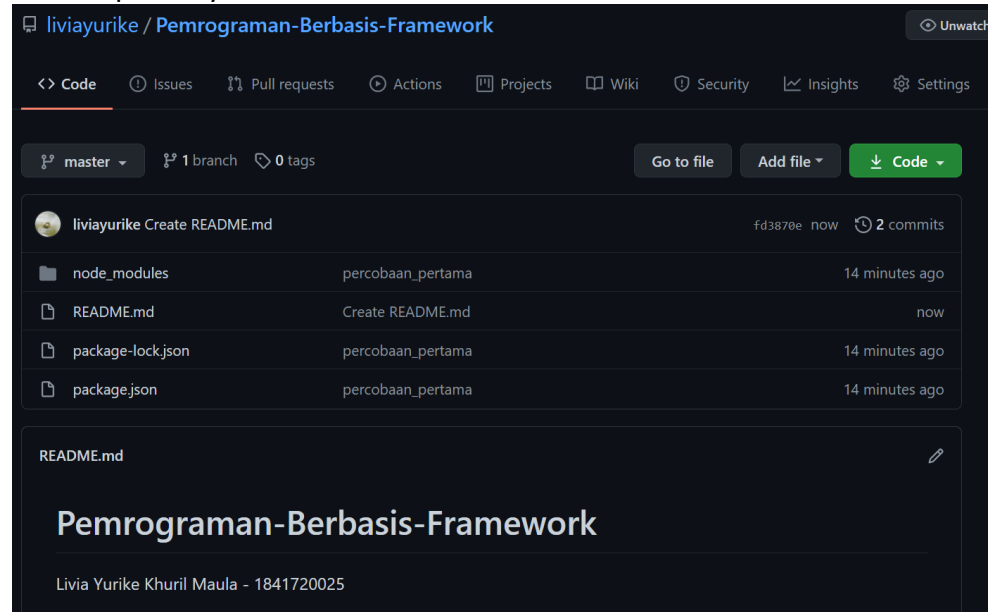 liviayurike / Pemrograman-Berbasis-Framework
Unwatch
Code Issues Pull requests Actions Projects Wiki Security Insights Settings
master 1 branch 0 tags Go to file Add file Code
liviayurike Create README.md fd3870e now 2 commits
node_modules percobaan_pertama 14 minutes ago
README.md Create README.md now
package-lock.json percobaan_pertama 14 minutes ago
package.json percobaan_pertama 14 minutes ago
README.md
Pemrograman-Berbasis-Framework
Livia Yurike Khuril Maula - 1841720025